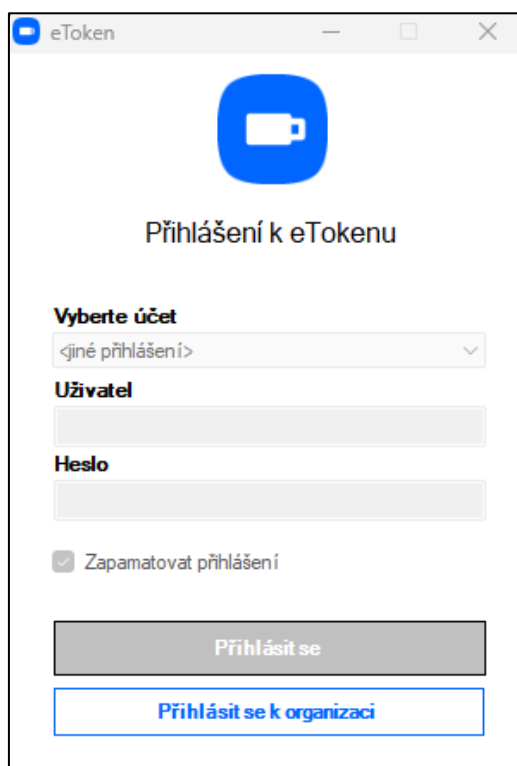 eToken
Přihlášení k eTokenu
Vyberte účet
<jiné přihlášení>
Uživatel
Heslo
Zapamatovat přihlášení
Přihlásit se
Přihlásit se k organizaci